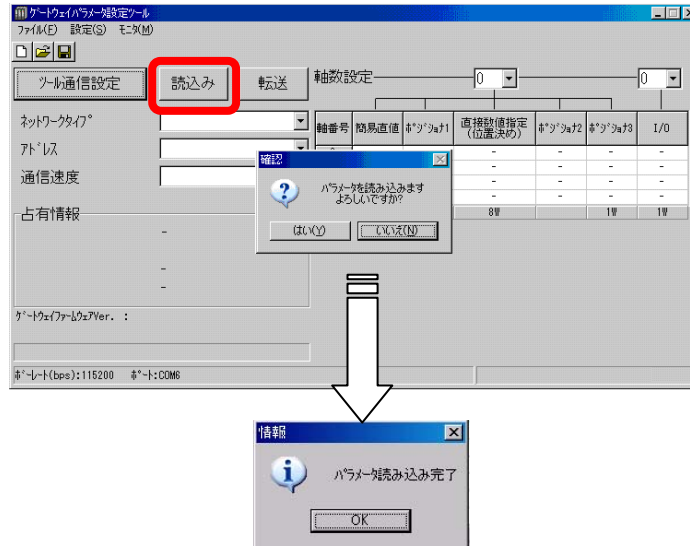 ゲートウェイパラメータ設定ツール
ファイル(F) 設定(S) モニタ(M)
ツール通信設定 読込み 転送 軸数設定 0 0
ネットワークタイプ
アドレス
通信速度
軸番号 簡易直値 ポジショナ1 直接数値指定(位置決め) ポジショナ2 ポジショナ3 I/O
- - - -
- - - -
- - - -
8W 1W 1W
確認
パラメータを読み込みます
よろしいですか?
はい(Y) いいえ(N)
占有情報
-
-
-
ゲートウェイファームウェアVer. :
ボーレート(bps):115200 ポート:COM6
情報
パラメータ読み込み完了
OK